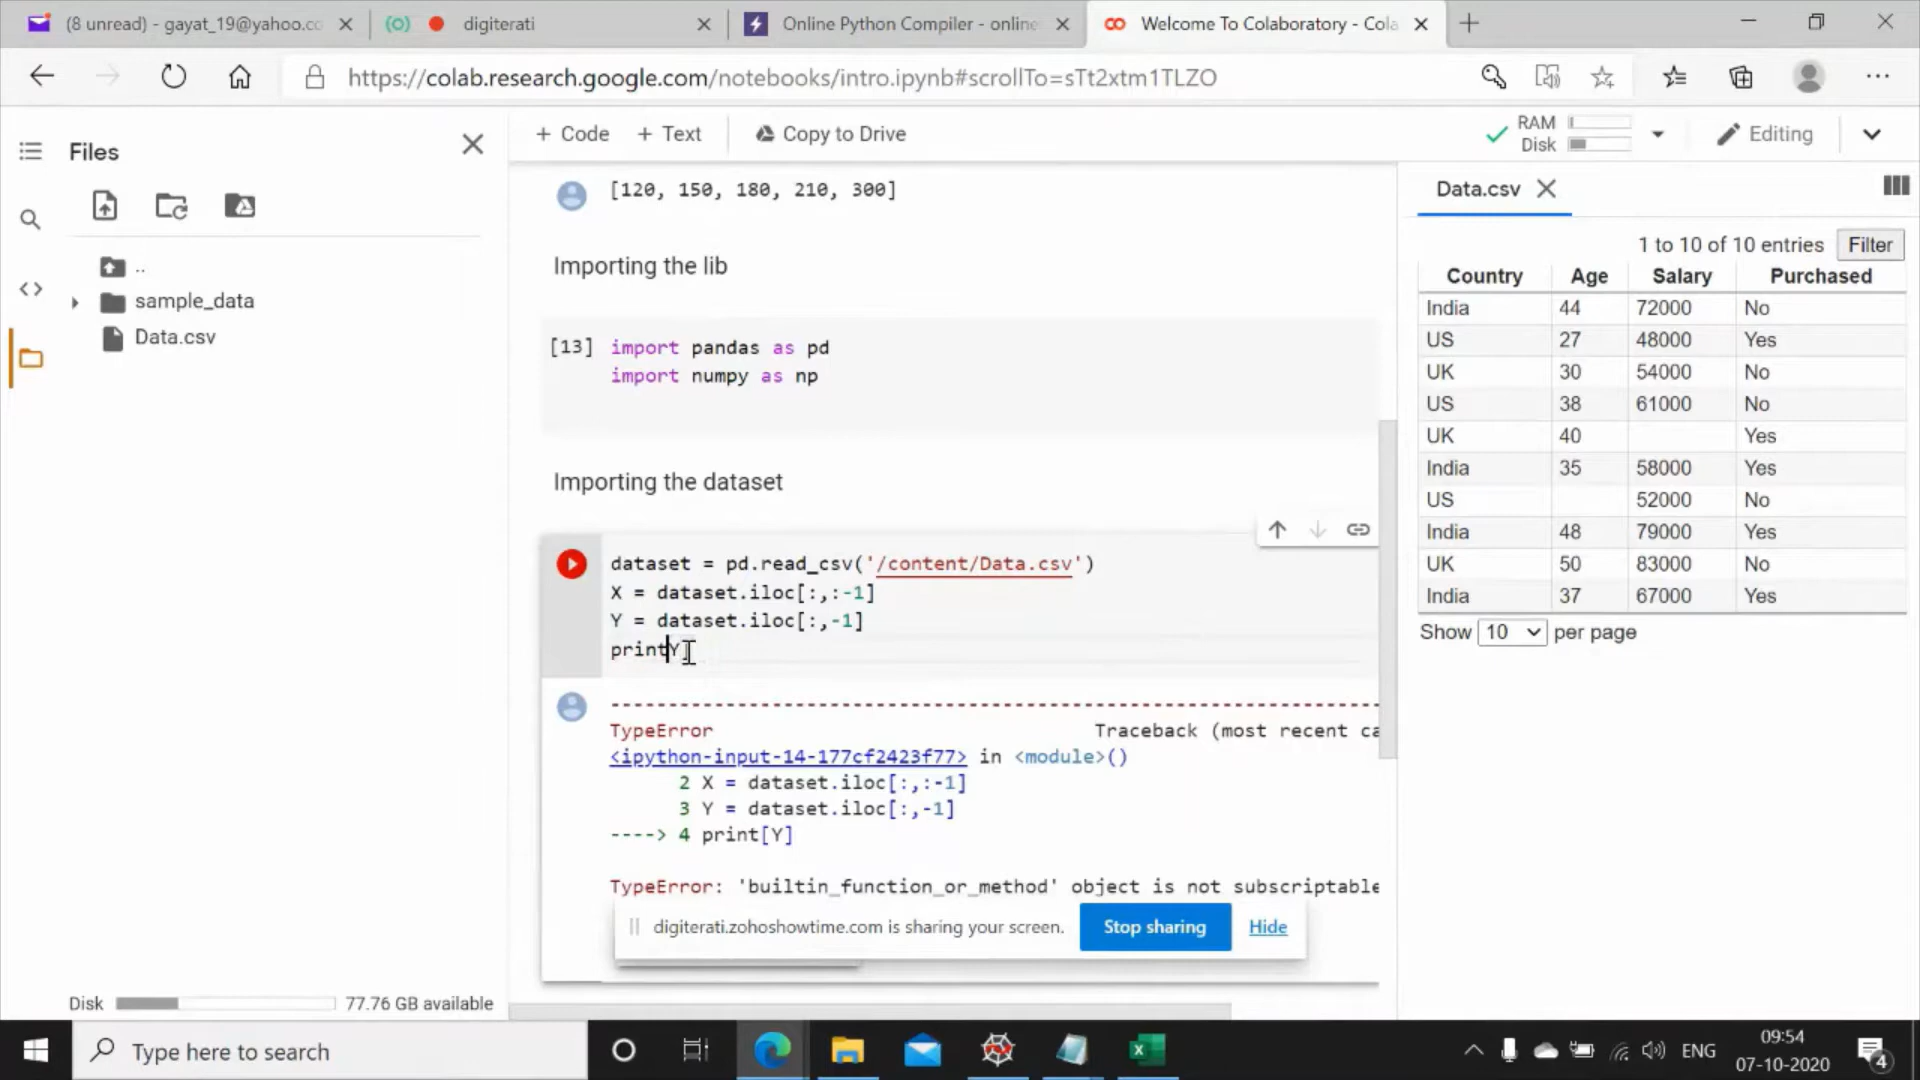 (8 unread) - gayat_19@yahoo.co
digiterati
Online Python Compiler - online
Welcome To Colaboratory - Cola
https://colab.research.google.com/notebooks/intro.ipynb#scrollTo=sTt2xtm1TLZO
Files
..
sample_data
Data.csv
Disk 77.76 GB available
+ Code + Text Copy to Drive
RAM
Disk
Editing
[120, 150, 180, 210, 300]
Importing the lib
[13] import pandas as pd
import numpy as np
Importing the dataset
dataset = pd.read_csv('/content/Data.csv')
X = dataset.iloc[:,:-1]
Y = dataset.iloc[:,-1]
printY]
--------------------------------------------------------------------
TypeError Traceback (most recent ca
<ipython-input-14-177cf2423f77> in <module>()
2 X = dataset.iloc[:,:-1]
3 Y = dataset.iloc[:,-1]
----> 4 print[Y]
TypeError: 'builtin_function_or_method' object is not subscriptable
digiterati.zohoshowtime.com is sharing your screen. Stop sharing Hide
Data.csv
1 to 10 of 10 entries Filter
Country Age Salary Purchased
India 44 72000 No
US 27 48000 Yes
UK 30 54000 No
US 38 61000 No
UK 40 Yes
India 35 58000 Yes
US 52000 No
India 48 79000 Yes
UK 50 83000 No
India 37 67000 Yes
Show 10 per page
Type here to search
ENG
09:54
07-10-2020
4